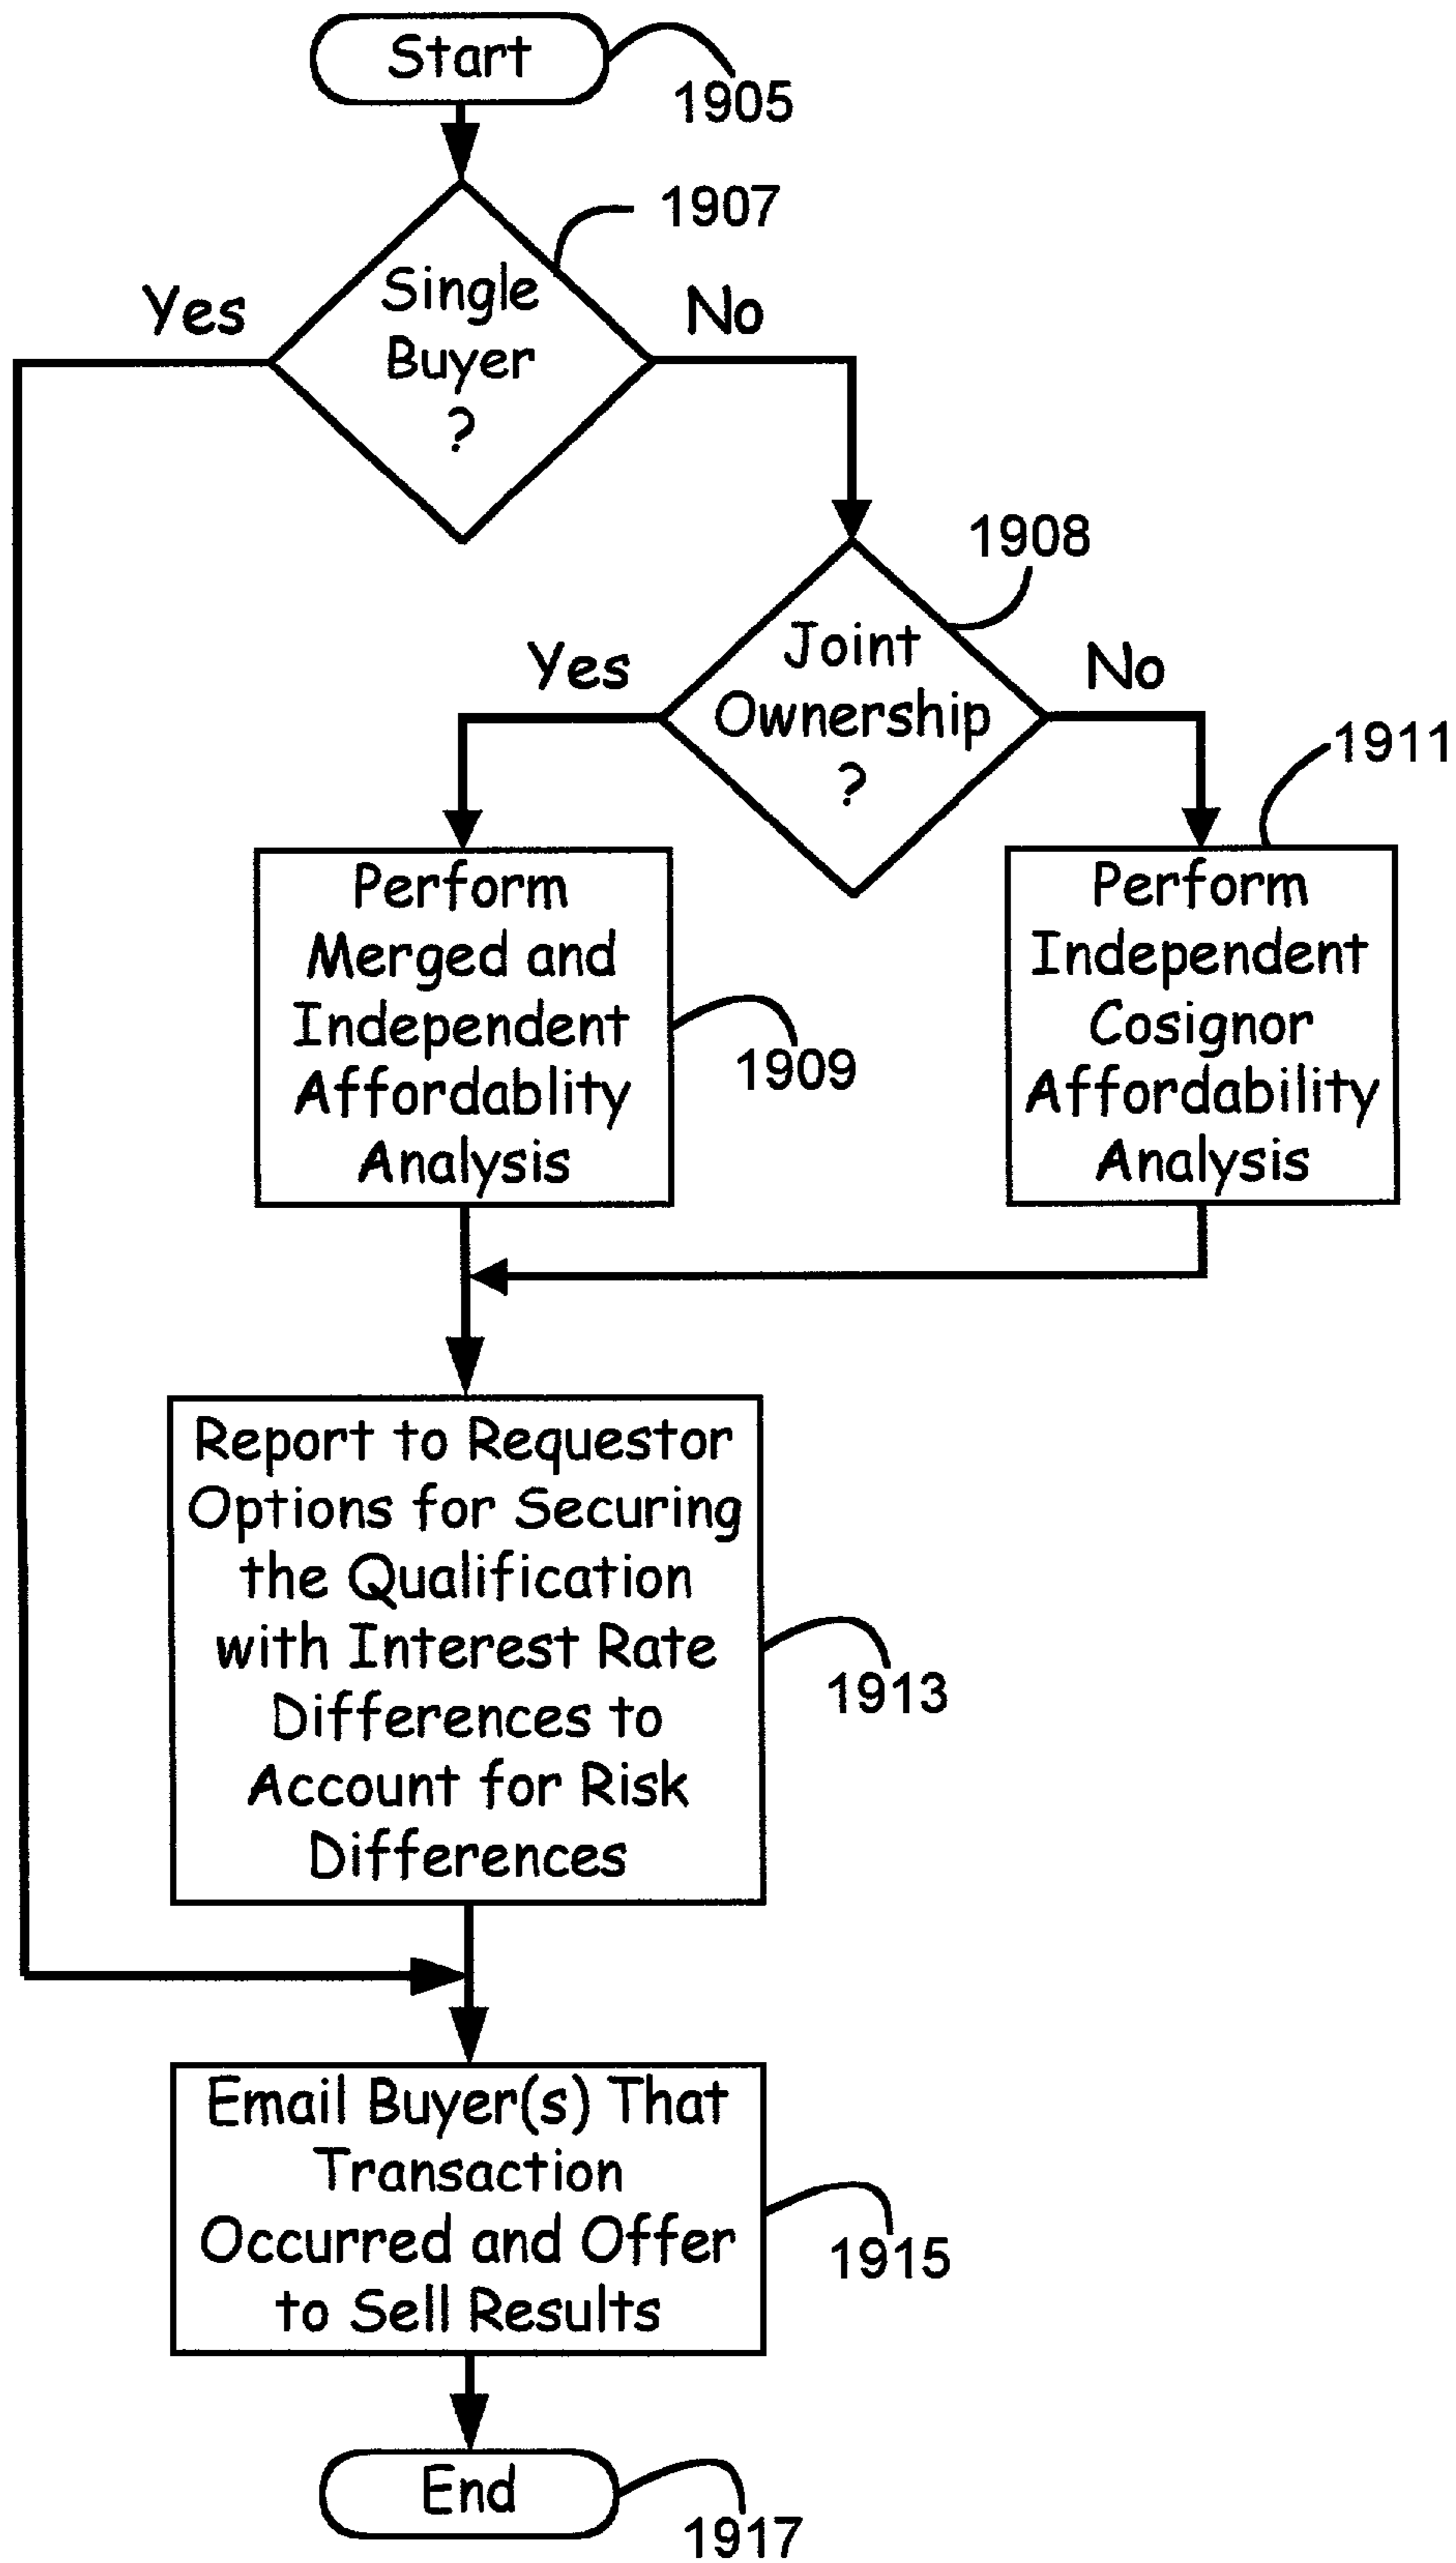 Start
1905
1907
Single
Buyer
?
Yes
No
1908
Joint
Ownership
?
Yes
No
1911
Perform
Merged and
Independent
Affordablity
Analysis
1909
Perform
Independent
Cosignor
Affordability
Analysis
Report to Requestor
Options for Securing
the Qualification
with Interest Rate
Differences to
Account for Risk
Differences
1913
Email Buyer(s) That
Transaction
Occurred and Offer
to Sell Results
1915
End
1917